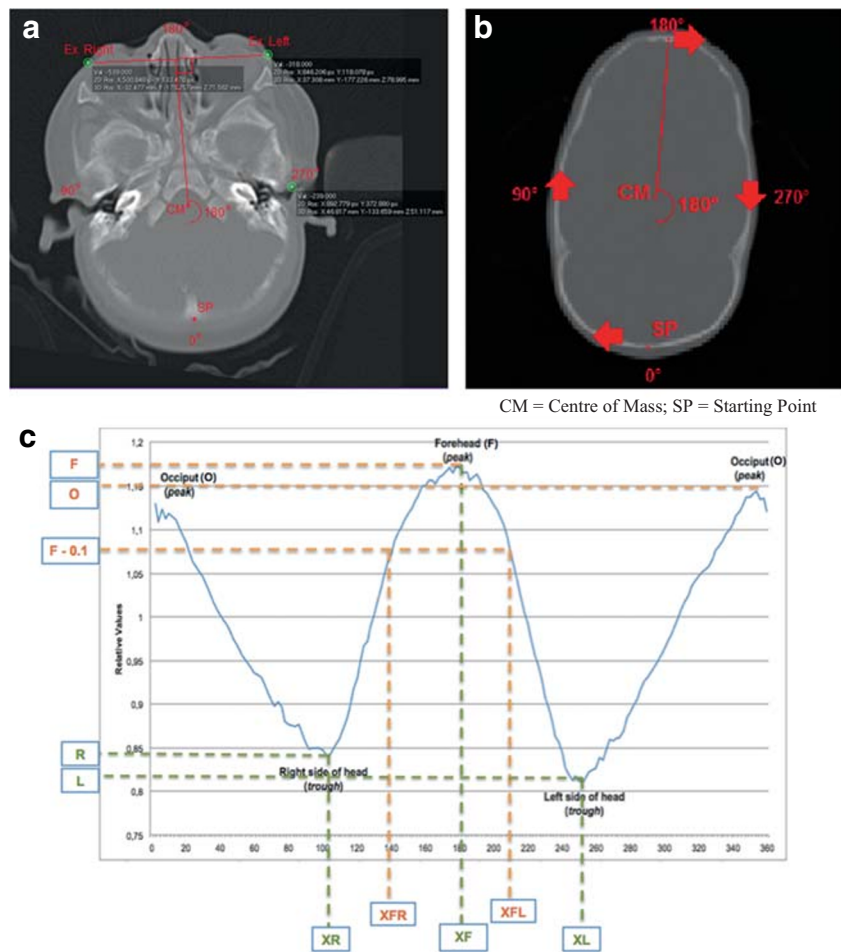 a
180°
Ex. Right
Ex. Left
90°
270°
CM
180°
SP
0°
b
180°
90°
CM
180°
270°
SP
0°
CM = Centre of Mass; SP = Starting Point
c
F
O
F - 0.1
R
L
Relative Values
1,2
1,15
1,1
1,05
1
0,95
0,9
0,85
0,8
0,75
Occiput (O)
(peak)
Forehead (F)
(peak)
Occiput (O)
(peak)
Right side of head
(trough)
Left side of head
(trough)
0 20 40 60 80 100 120 140 160 180 200 220 240 260 280 300 320 340 360
XR
XFR
XF
XFL
XL